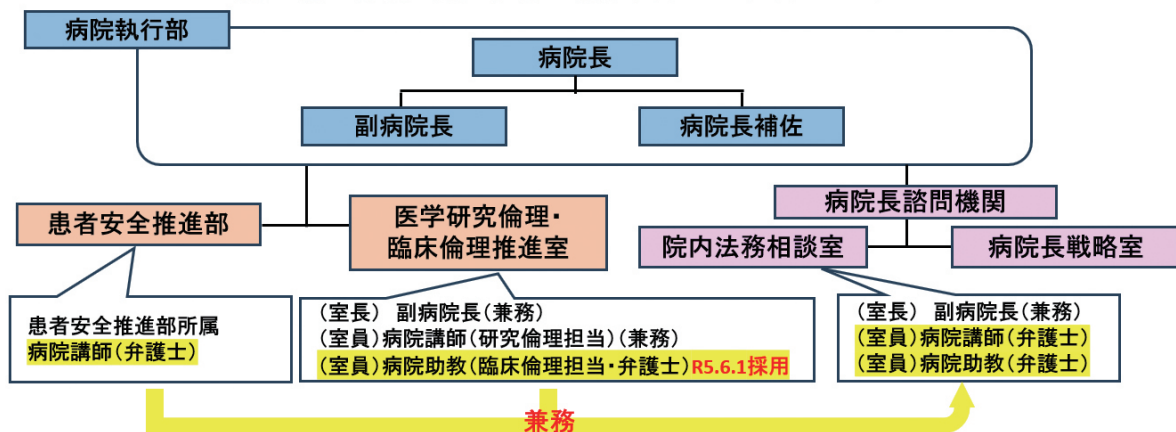 病院執行部
病院長
副病院長
病院長補佐
患者安全推進部
医学研究倫理・
臨床倫理推進室
病院長諮問機関
院内法務相談室
病院長戦略室
患者安全推進部所属
病院講師(弁護士)
(室長) 副病院長(兼務)
(室員)病院講師(研究倫理担当)(兼務)
(室員)病院助教(臨床倫理担当・弁護士)R5.6.1採用
(室長) 副病院長(兼務)
(室員)病院講師(弁護士)
(室員)病院助教(弁護士)
兼務